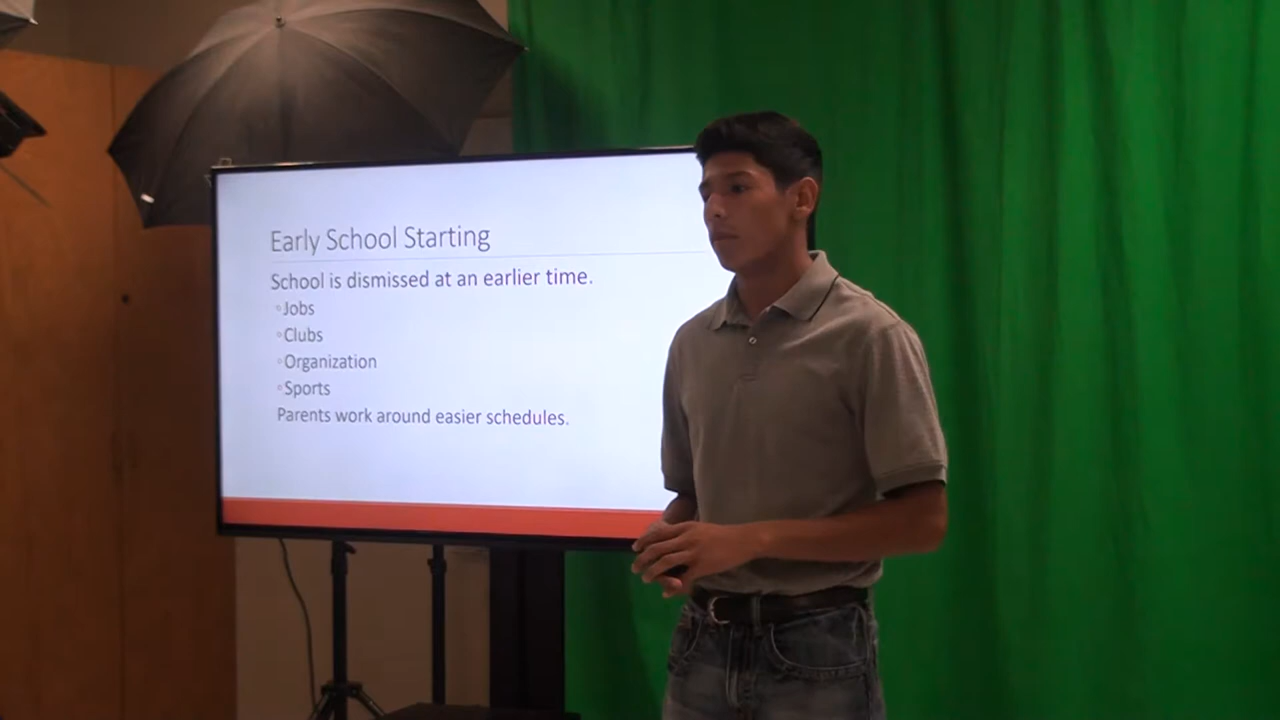 Early School Starting
School is dismissed at an earlier time.
◦Jobs
◦Clubs
◦Organization
◦Sports
Parents work around easier schedules.